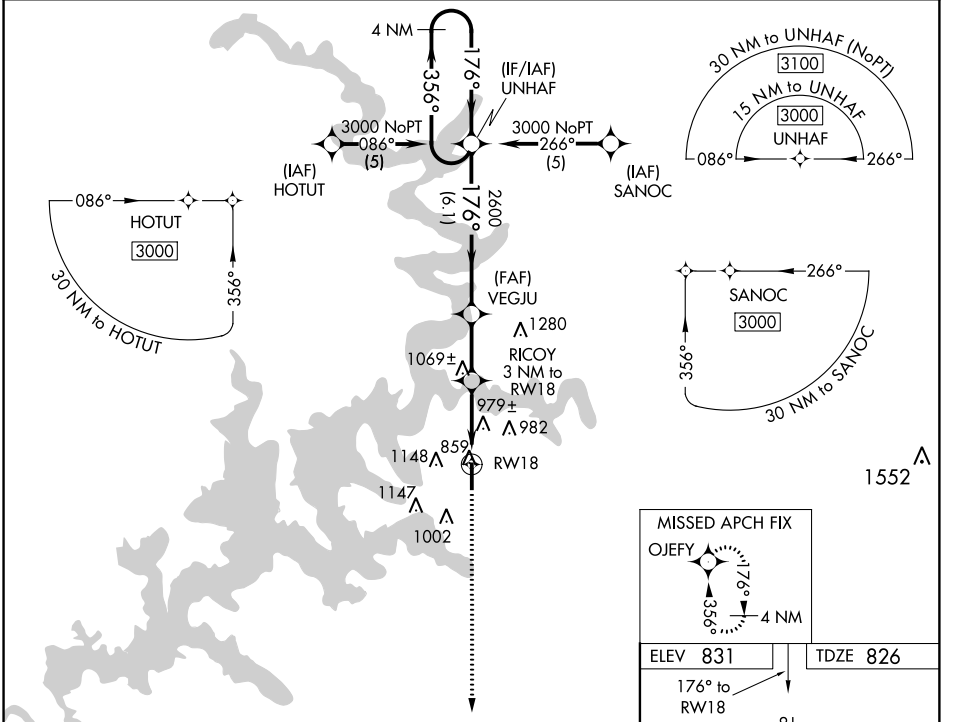 4 NM
176°
356°
(IF/IAF)
UNHAF
3000 NoPT
086°
(5)
(IAF)
HOTUT
3000 NoPT
266°
(5)
(IAF)
SANOC
30 NM to UNHAF (NoPT)
3100
15 NM to UNHAF
3000
UNHAF
086°
266°
2600
176°
(6.1)
086°
HOTUT
3000
356°
30 NM to HOTUT
(FAF)
VEGJU
1280
266°
SANOC
3000
356°
30 NM to SANOC
1069±
RICOY
3 NM to
RW18
979±
982
1148
859
RW18
1147
1002
1552
MISSED APCH FIX
OJEFY
176°
356°
4 NM
ELEV 831
TDZE 826
176° to
RW18